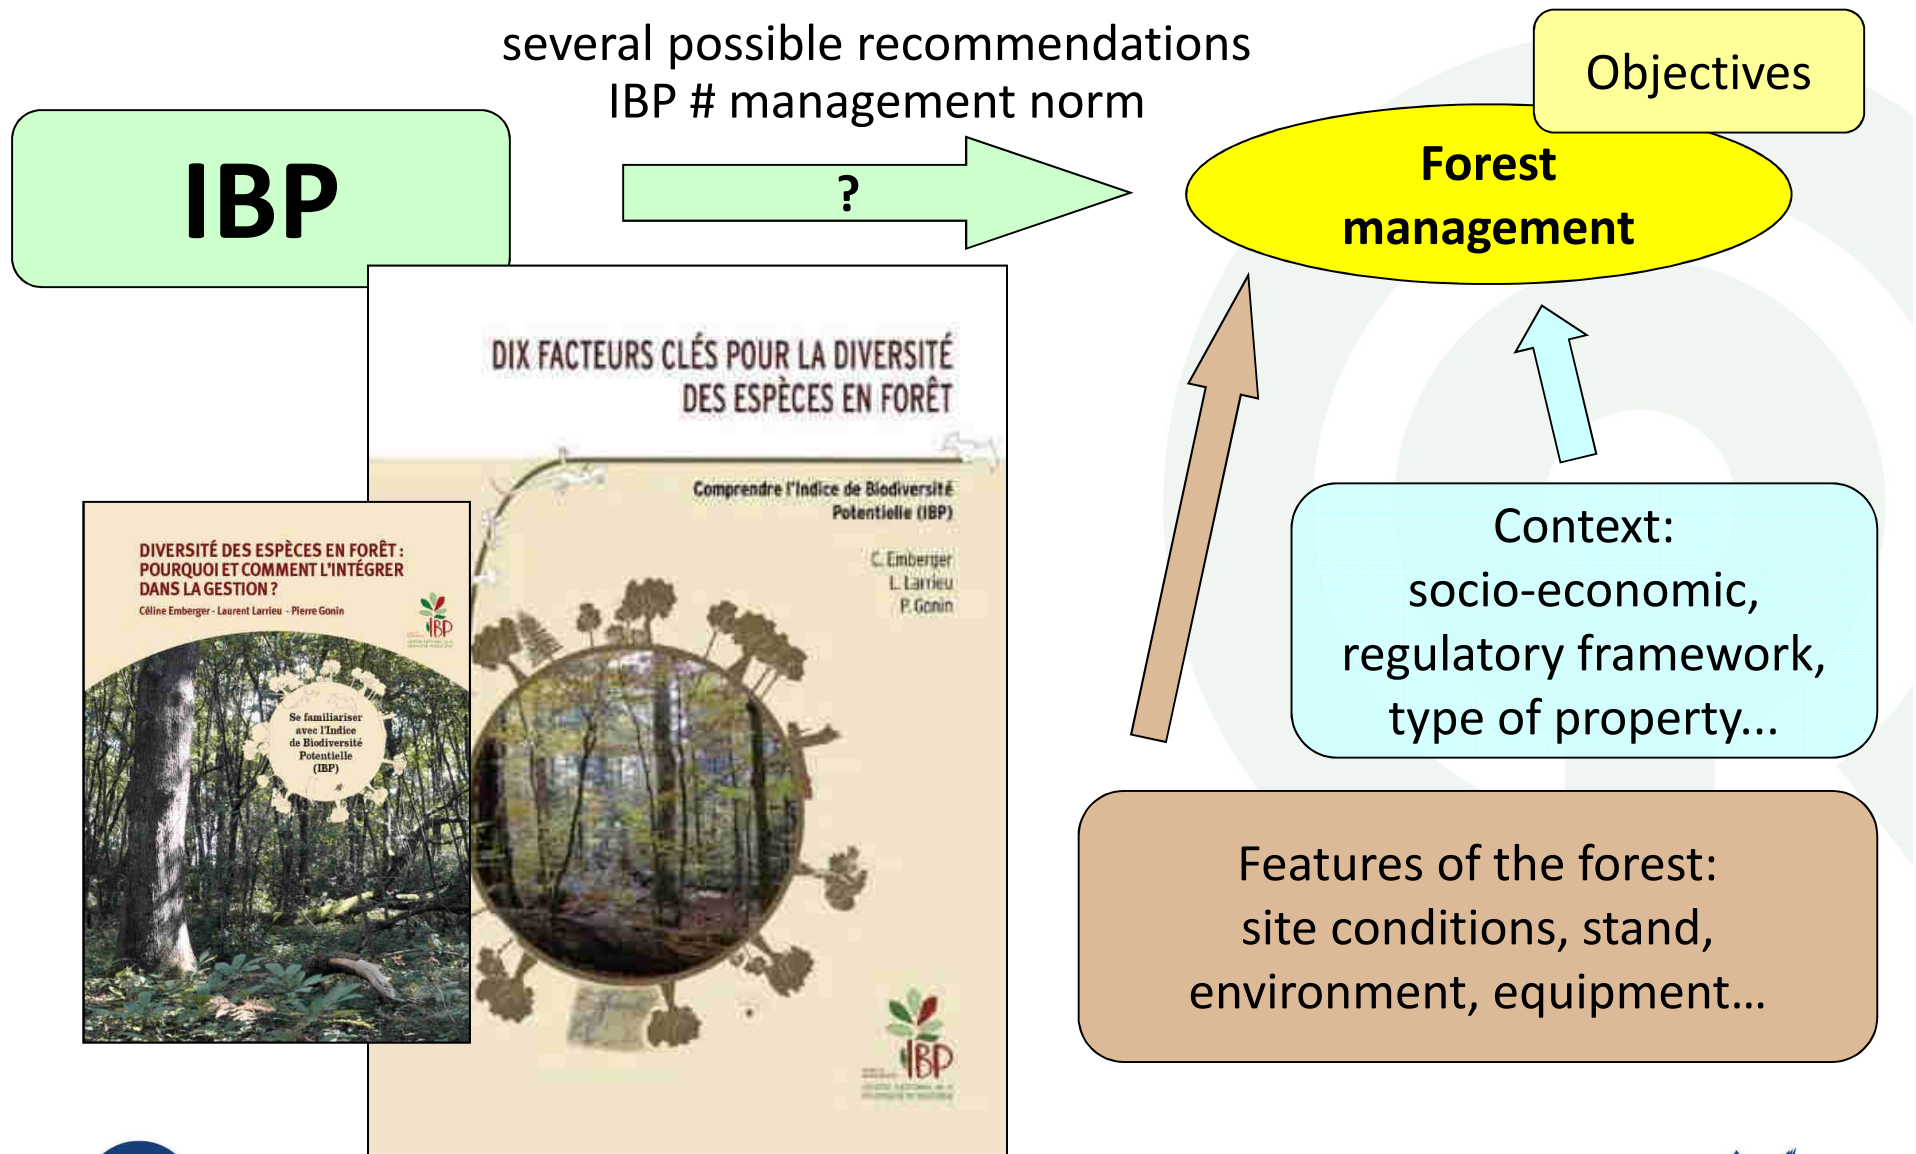 several possible recommendations
IBP # management norm
Objectives
IBP
?
Forest
management
DIX FACTEURS CLÉS POUR LA DIVERSITÉ
DES ESPÈCES EN FORÊT
Comprendre l'Indice de Biodiversité
Potentielle (IBP)
C. Emberger
L. Larrieu
P. Gonin
IBP
DIVERSITÉ DES ESPÈCES EN FORÊT :
POURQUOI ET COMMENT L'INTÉGRER
DANS LA GESTION ?
Céline Emberger - Laurent Larrieu - Pierre Gonin
IBP
Se familiariser
avec l'Indice
de Biodiversité
Potentielle
(IBP)
Context:
socio-economic,
regulatory framework,
type of property...
Features of the forest:
site conditions, stand,
environment, equipment...